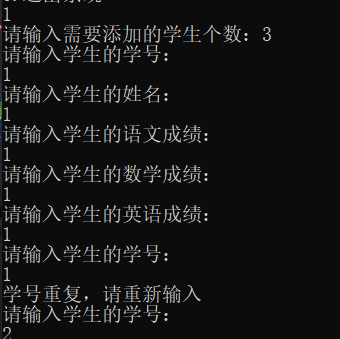 1
请输入需要添加的学生个数：3
请输入学生的学号：
1
请输入学生的姓名：
1
请输入学生的语文成绩：
1
请输入学生的数学成绩：
1
请输入学生的英语成绩：
1
请输入学生的学号：
1
学号重复，请重新输入
请输入学生的学号：
2